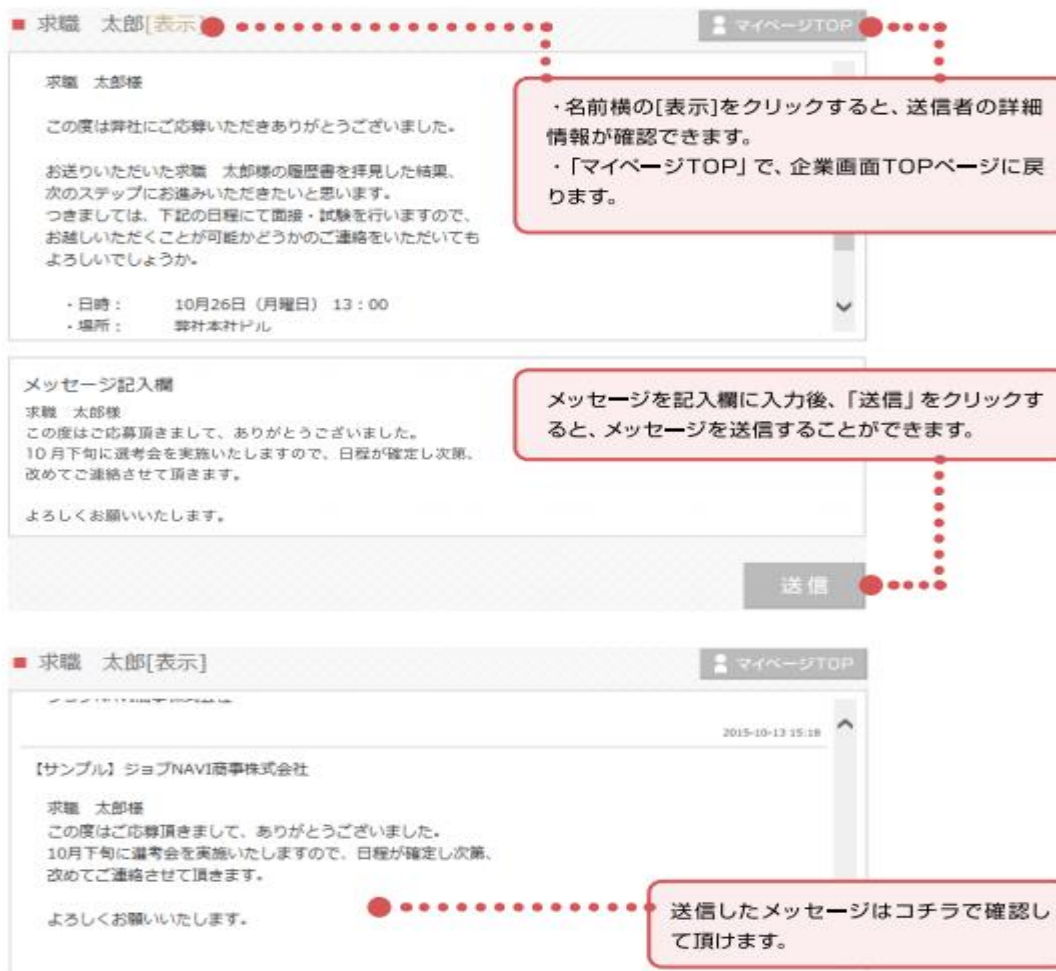 ■ 求職　太郎[表示]
マイページTOP
求職　太郎様
この度は弊社にご応募いただきありがとうございました。
お送りいただいた求職　太郎様の履歴書を拝見した結果、
次のステップにお進みいただきたいと思います。
つきましては、下記の日程にて面接・試験を行いますので、
お越しいただくことが可能かどうかのご連絡をいただいても
よろしいでしょうか。
・日時：　　10月26日（月曜日） 13：00
・場所：　　弊社本社ビル
・名前横の[表示]をクリックすると、送信者の詳細
情報が確認できます。
・「マイページTOP」で、企業画面TOPページに戻
ります。
メッセージ記入欄
求職　太郎様
この度はご応募頂きまして、ありがとうございました。
10月下旬に選考会を実施いたしますので、日程が確定し次第、
改めてご連絡させて頂きます。
よろしくお願いいたします。
メッセージを記入欄に入力後、「送信」をクリックす
ると、メッセージを送信することができます。
送信
■ 求職　太郎[表示]
マイページTOP
2015-10-13 15:18
【サンプル】ジョブNAVI商事株式会社
求職　太郎様
この度はご応募頂きまして、ありがとうございました。
10月下旬に選考会を実施いたしますので、日程が確定し次第、
改めてご連絡させて頂きます。
よろしくお願いいたします。
送信したメッセージはコチラで確認し
て頂けます。